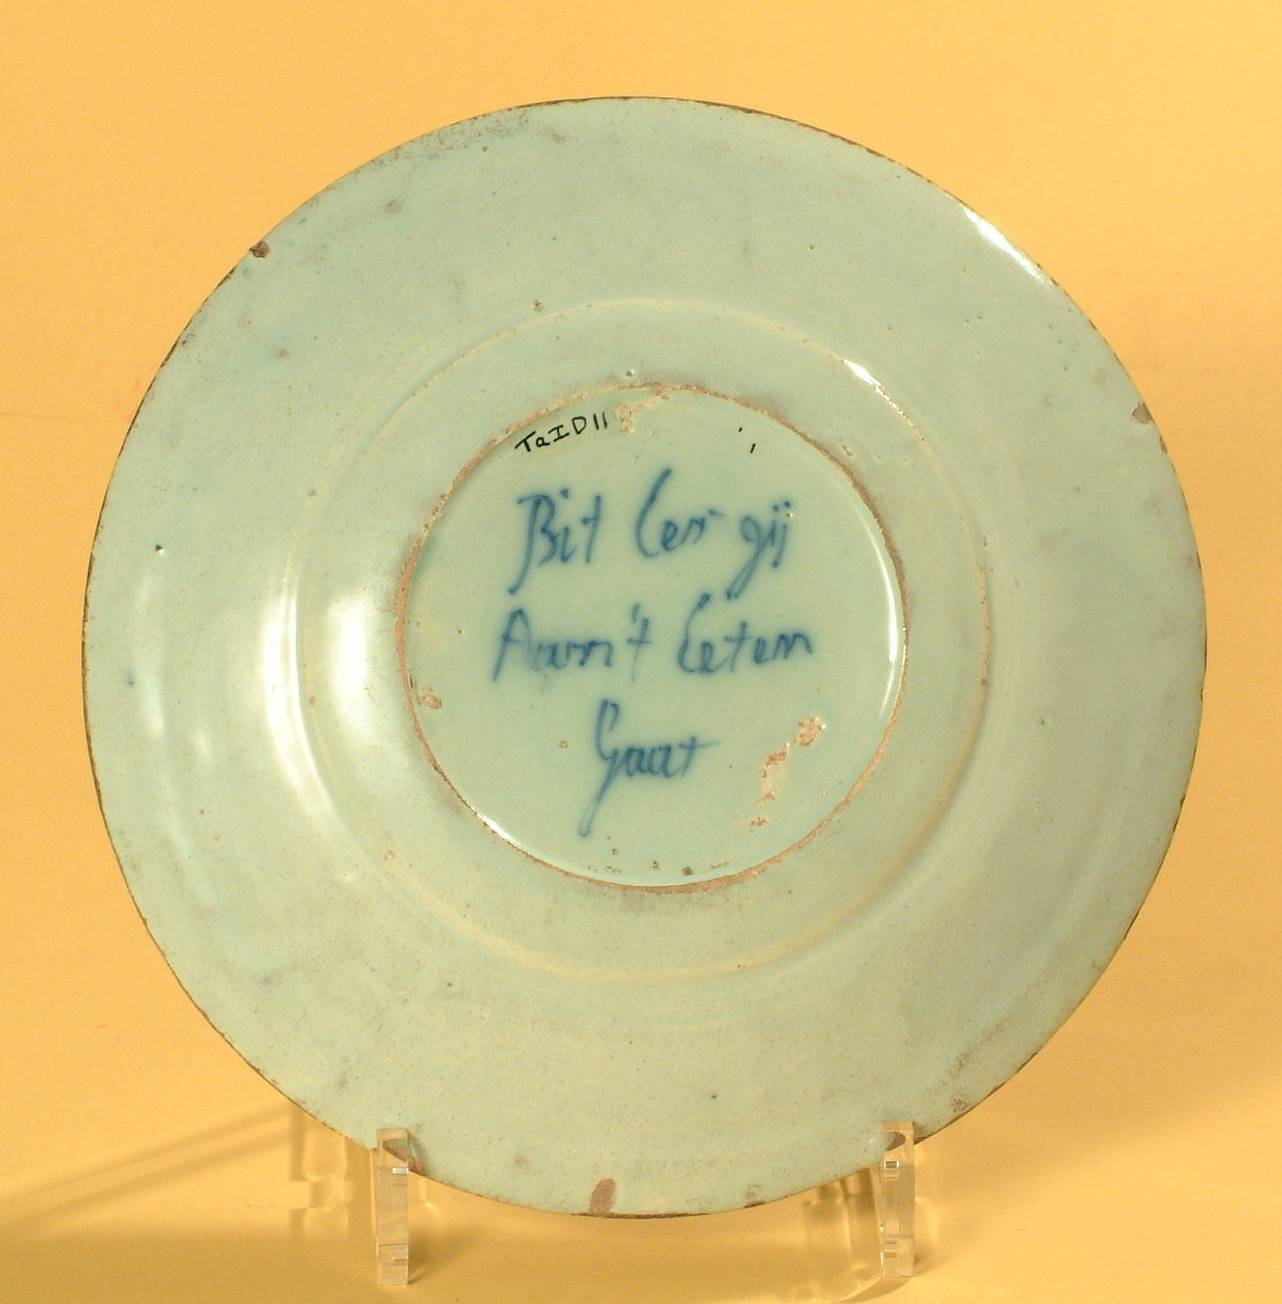 TaID11
Bit Eer gij
Aan't Eeten
Gaat